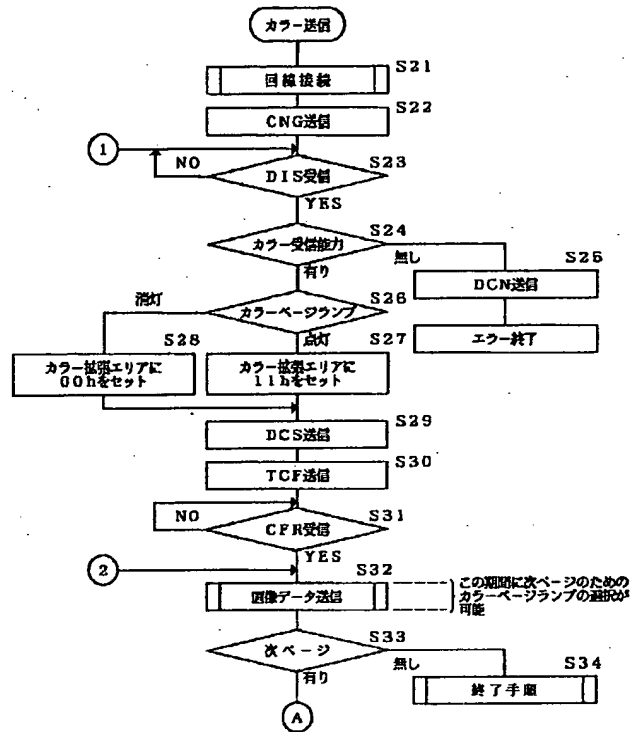 カラー送信
回線接続
S21
CNG送信
S22
1
NO
DIS受信
S23
YES
カラー受信能力
S24
無し
有り
DCN送信
S25
エラー終了
カラーページランプ
S26
消灯
点灯
S28
S27
カラー拡張エリアに
00hをセット
カラー拡張エリアに
11hをセット
DCS送信
S29
TCF送信
S30
NO
CFR受信
S31
YES
2
S32
画像データ送信
この期間に次ページのための
カラーページランプの選択が
可能
S33
次ページ
無し
有り
S34
終了手順
A